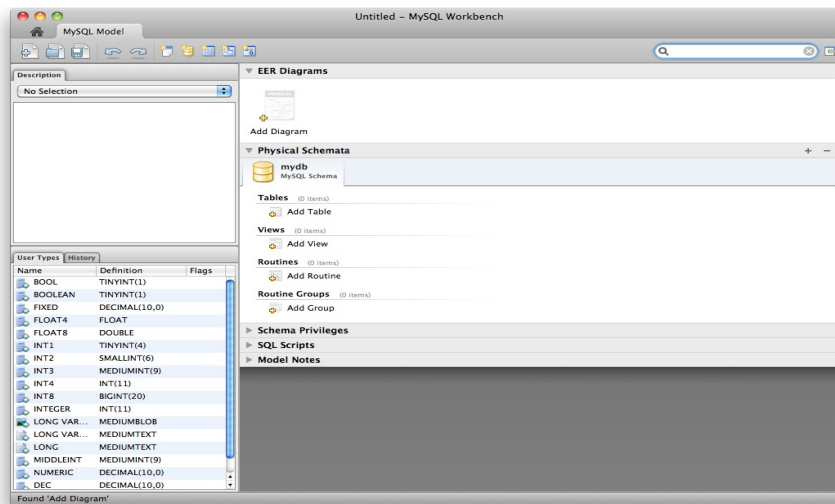 Untitled – MySQL Workbench
MySQL Model
Description
No Selection
EER Diagrams
Add Diagram
Physical Schemata + –
mydb
MySQL Schema
Tables (0 items)
Add Table
Views (0 items)
Add View
Routines (0 items)
Add Routine
Routine Groups (0 items)
Add Group
Schema Privileges
SQL Scripts
Model Notes
User Types History
Name Definition Flags
BOOL TINYINT(1)
BOOLEAN TINYINT(1)
FIXED DECIMAL(10,0)
FLOAT4 FLOAT
FLOAT8 DOUBLE
INT1 TINYINT(4)
INT2 SMALLINT(6)
INT3 MEDIUMINT(9)
INT4 INT(11)
INT8 BIGINT(20)
INTEGER INT(11)
LONG VAR... MEDIUMBLOB
LONG VAR... MEDIUMTEXT
LONG MEDIUMTEXT
MIDDLEINT MEDIUMINT(9)
NUMERIC DECIMAL(10,0)
DEC DECIMAL(10,0)
Found 'Add Diagram'